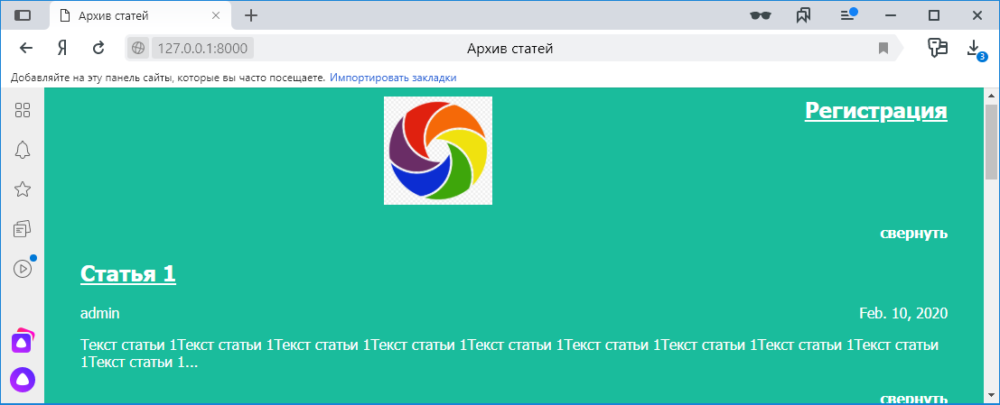 Архив статей
Я
127.0.0.1:8000
Архив статей
3
Добавляйте на эту панель сайты, которые вы часто посещаете. Импортировать закладки
Регистрация
свернуть
Статья 1
admin
Feb. 10, 2020
Текст статьи 1Текст статьи 1Текст статьи 1Текст статьи 1Текст статьи 1Текст статьи 1Текст статьи 1Текст статьи 1Текст статьи
1Текст статьи 1...
свернуть